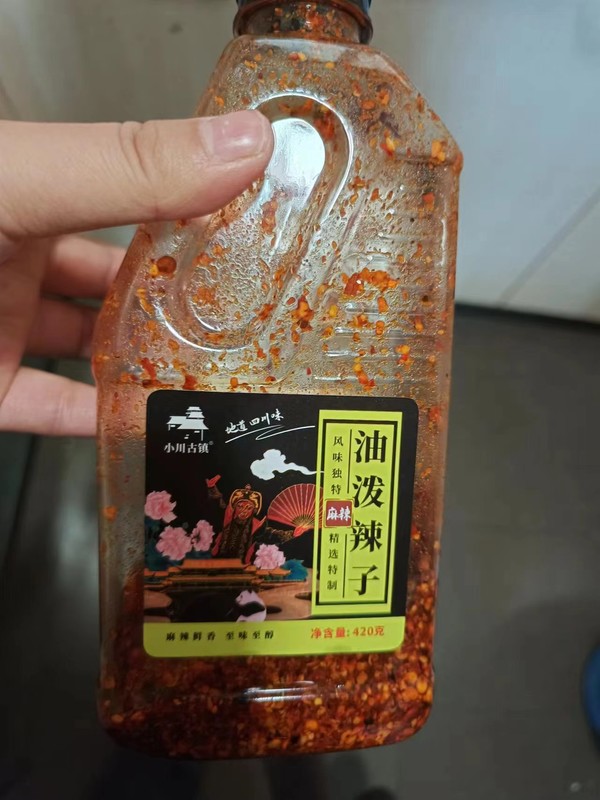 小川古镇®
地道四川味
油泼辣子
风味独特
麻辣
精选特制
麻辣鲜香 至味至醇
净含量:420克